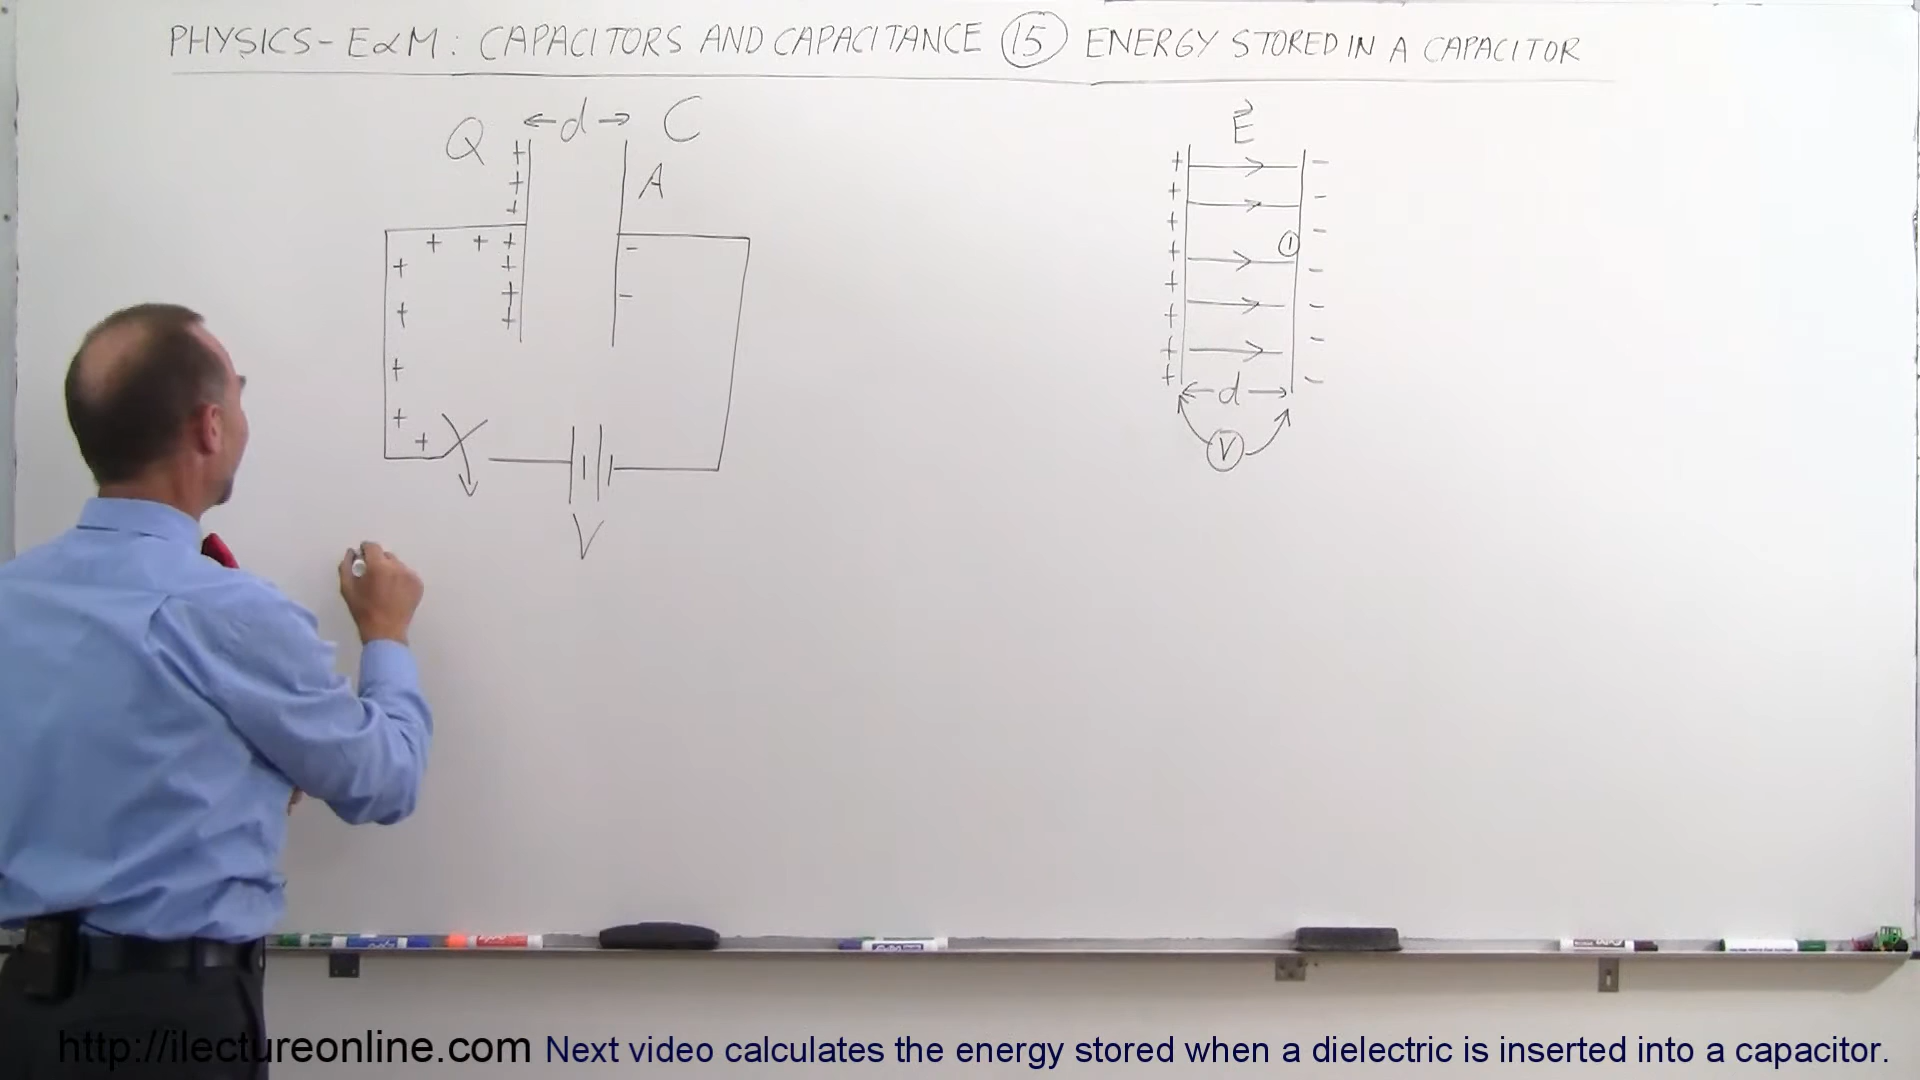 PHYSICS - E&M: CAPACITORS AND CAPACITANCE 15 ENERGY STORED IN A CAPACITOR
Q ← d → C
A
V
E
← d →
V
http://ilectureonline.com Next video calculates the energy stored when a dielectric is inserted into a capacitor.